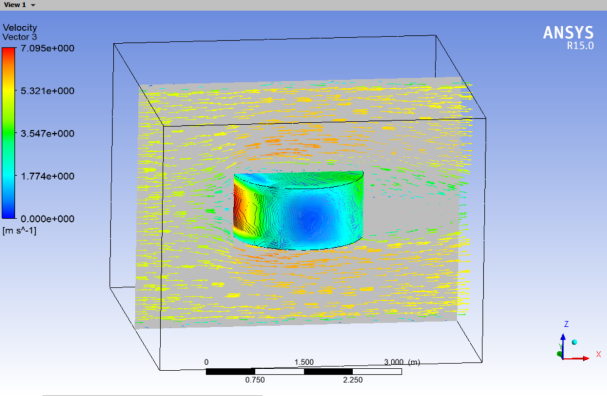 View 1
Velocity
Vector 3
ANSYS
R15.0
7.095e+000
5.321e+000
3.547e+000
1.774e+000
0.000e+000
[m s^-1]
0 1.500 3.000 (m)
0.750 2.250
Z
Y
X